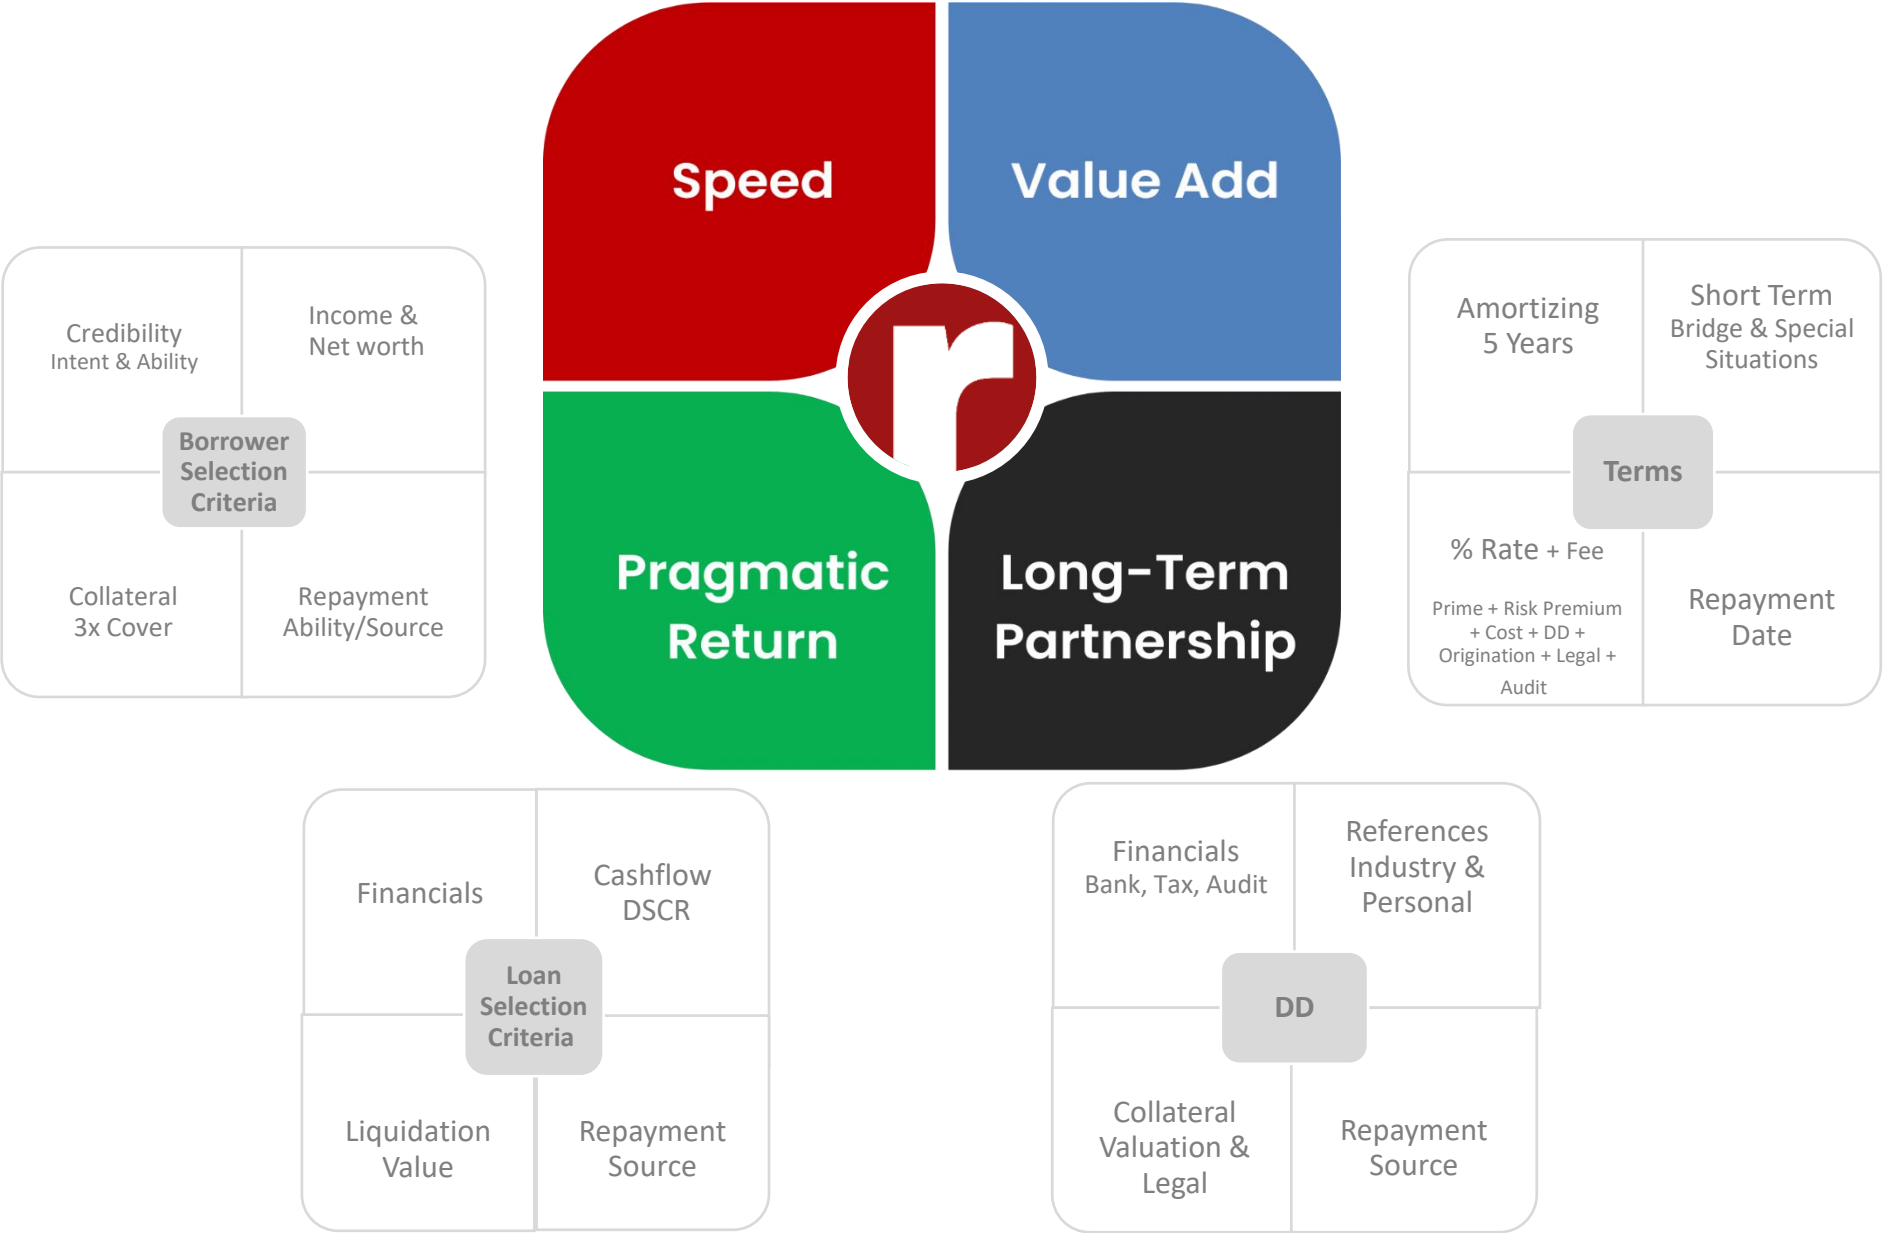 Speed
Value Add
r
Pragmatic
Return
Long-Term
Partnership
Credibility
Intent & Ability
Income &
Net worth
Borrower
Selection
Criteria
Collateral
3x Cover
Repayment
Ability/Source
Amortizing
5 Years
Short Term
Bridge & Special
Situations
Terms
% Rate + Fee
Prime + Risk Premium
+ Cost + DD +
Origination + Legal +
Audit
Repayment
Date
Financials
Cashflow
DSCR
Loan
Selection
Criteria
Liquidation
Value
Repayment
Source
Financials
Bank, Tax, Audit
References
Industry &
Personal
DD
Collateral
Valuation &
Legal
Repayment
Source